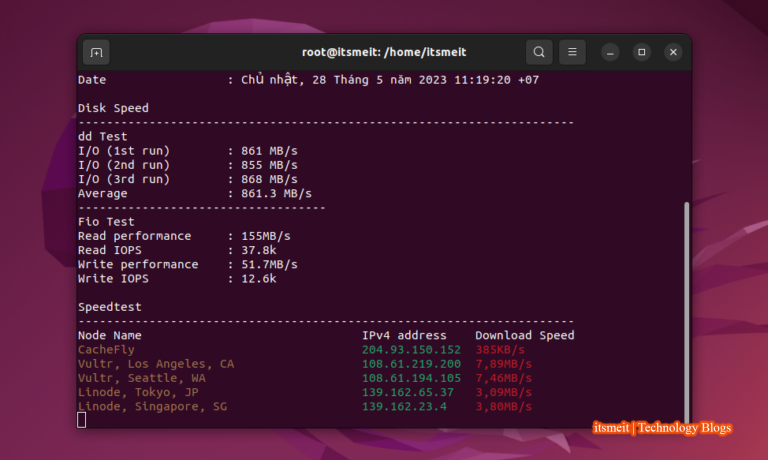 root@itsmeit: /home/itsmeit
Date : Chủ nhật, 28 Tháng 5 năm 2023 11:19:20 +07
Disk Speed
-----------------------------------------------------------------------
dd Test
I/O (1st run) : 861 MB/s
I/O (2nd run) : 855 MB/s
I/O (3rd run) : 868 MB/s
Average : 861.3 MB/s
-----------------------------------
Fio Test
Read performance : 155MB/s
Read IOPS : 37.8k
Write performance : 51.7MB/s
Write IOPS : 12.6k
Speedtest
-----------------------------------------------------------------------
Node Name IPv4 address Download Speed
CacheFly 204.93.150.152 385KB/s
Vultr, Los Angeles, CA 108.61.219.200 7,89MB/s
Vultr, Seattle, WA 108.61.194.105 7,46MB/s
Linode, Tokyo, JP 139.162.65.37 3,09MB/s
Linode, Singapore, SG 139.162.23.4 3,80MB/s
itsmeit | Technology Blogs